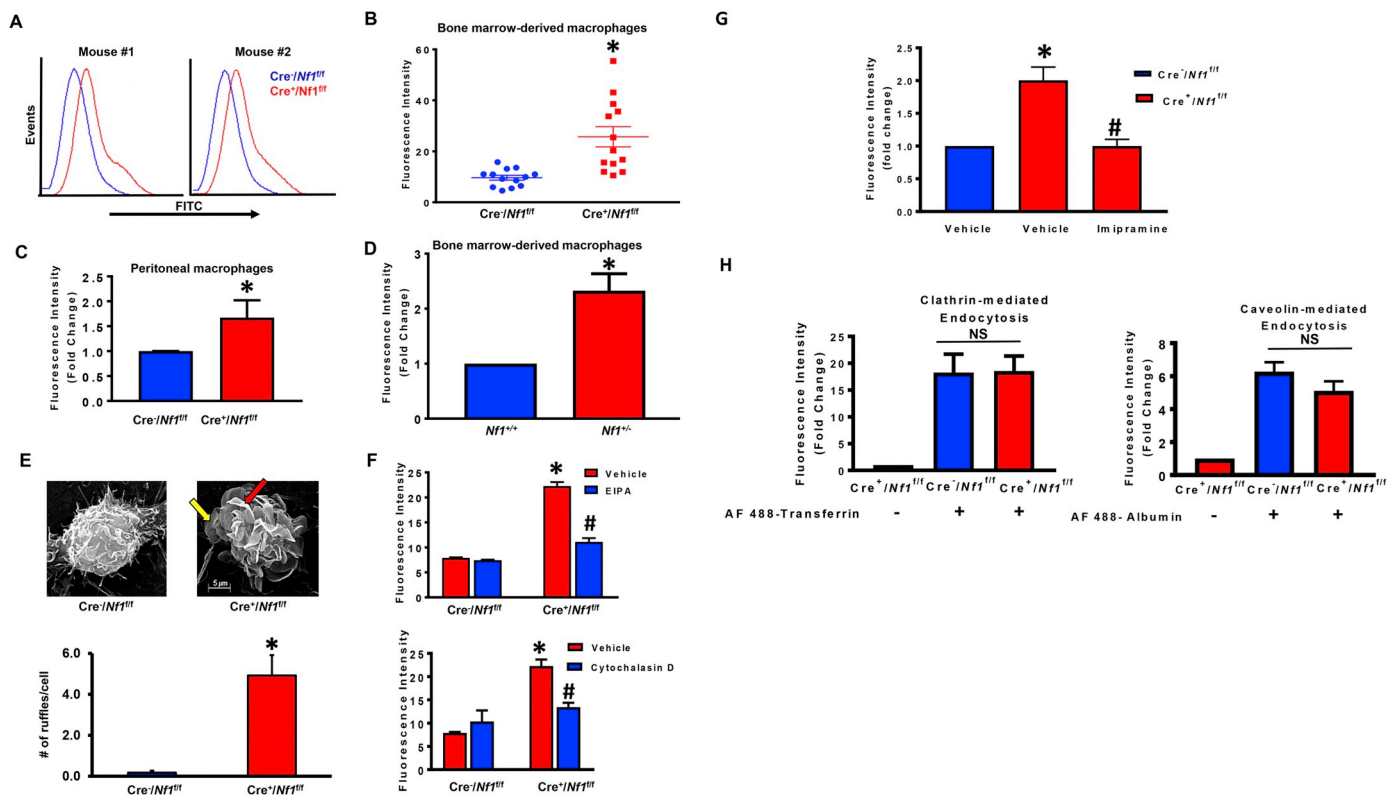 A
Mouse #1
Mouse #2
Cre⁻/Nf1ᶠ/ᶠ
Cre⁺/Nf1ᶠ/ᶠ
Events
FITC
B
Bone marrow-derived macrophages
*
Fluorescence Intensity
60
40
20
0
Cre⁻/Nf1ᶠ/ᶠ
Cre⁺/Nf1ᶠ/ᶠ
C
Peritoneal macrophages
*
Fluorescence Intensity
(Fold Change)
2.5
2.0
1.5
1.0
0.5
0.0
Cre⁻/Nf1ᶠ/ᶠ
Cre⁺/Nf1ᶠ/ᶠ
D
Bone marrow-derived macrophages
*
Fluorescence Intensity
(Fold Change)
3
2
1
0
Nf1⁺/⁺
Nf1⁺/⁻
E
5 µm
Cre⁻/Nf1ᶠ/ᶠ
Cre⁺/Nf1ᶠ/ᶠ
*
# of ruffles/cell
6.0
4.0
2.0
0.0
Cre⁻/Nf1ᶠ/ᶠ
Cre⁺/Nf1ᶠ/ᶠ
F
*
Vehicle
EIPA
#
Fluorescence Intensity
25
20
15
10
5
0
Cre⁻/Nf1ᶠ/ᶠ
Cre⁺/Nf1ᶠ/ᶠ
*
Vehicle
Cytochalasin D
#
Fluorescence Intensity
25
20
15
10
5
0
Cre⁻/Nf1ᶠ/ᶠ
Cre⁺/Nf1ᶠ/ᶠ
G
*
#
Cre⁻/Nf1ᶠ/ᶠ
Cre⁺/Nf1ᶠ/ᶠ
Fluorescence Intensity
(fold change)
2.5
2.0
1.5
1.0
0.5
0.0
Vehicle
Vehicle
Imipramine
H
Clathrin-mediated
Endocytosis
NS
Fluorescence Intensity
(Fold Change)
25
20
15
10
5
0
Cre⁺/Nf1ᶠ/ᶠ
Cre⁻/Nf1ᶠ/ᶠ
Cre⁺/Nf1ᶠ/ᶠ
AF 488-Transferrin - + +
Caveolin-mediated
Endocytosis
NS
Fluorescence Intensity
(Fold Change)
8
6
4
2
0
Cre⁺/Nf1ᶠ/ᶠ
Cre⁻/Nf1ᶠ/ᶠ
Cre⁺/Nf1ᶠ/ᶠ
AF 488- Albumin - + +